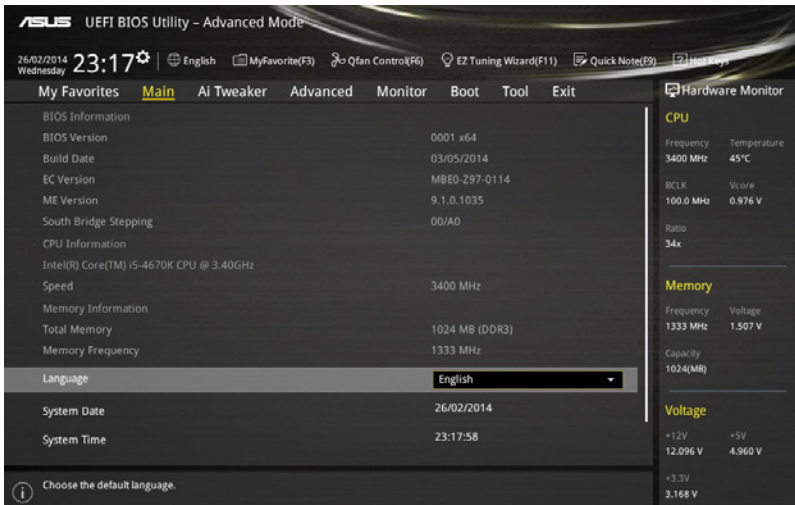 ASUS UEFI BIOS Utility – Advanced Mode
26/02/2014
Wednesday
23:17
English
MyFavorite(F3)
Qfan Control(F6)
EZ Tuning Wizard(F11)
Quick Note(F9)
Hot Keys
My Favorites Main Ai Tweaker Advanced Monitor Boot Tool Exit
BIOS Information
BIOS Version 0001 x64
Build Date 03/05/2014
EC Version MBE0-Z97-0114
ME Version 9.1.0.1035
South Bridge Stepping 00/A0
CPU Information
Intel(R) Core(TM) i5-4670K CPU @ 3.40GHz
Speed 3400 MHz
Memory Information
Total Memory 1024 MB (DDR3)
Memory Frequency 1333 MHz
Language English
System Date 26/02/2014
System Time 23:17:58
Choose the default language.
Hardware Monitor
CPU
Frequency Temperature
3400 MHz 45°C
BCLK Vcore
100.0 MHz 0.976 V
Ratio
34x
Memory
Frequency Voltage
1333 MHz 1.507 V
Capacity
1024(MB)
Voltage
+12V +5V
12.096 V 4.960 V
+3.3V
3.168 V